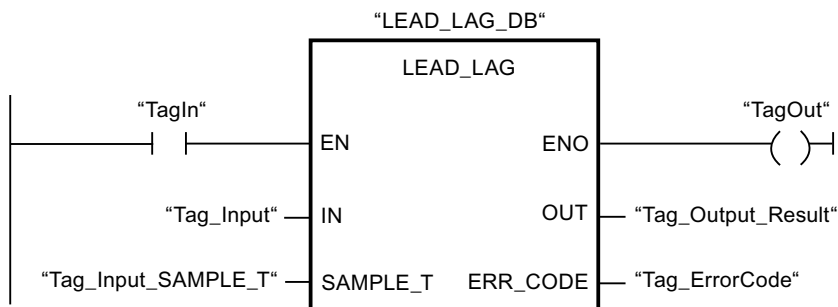 “LEAD_LAG_DB“
LEAD_LAG
“TagIn“ “TagOut“
EN ENO
“Tag_Input“ IN OUT “Tag_Output_Result“
“Tag_Input_SAMPLE_T“ SAMPLE_T ERR_CODE “Tag_ErrorCode“